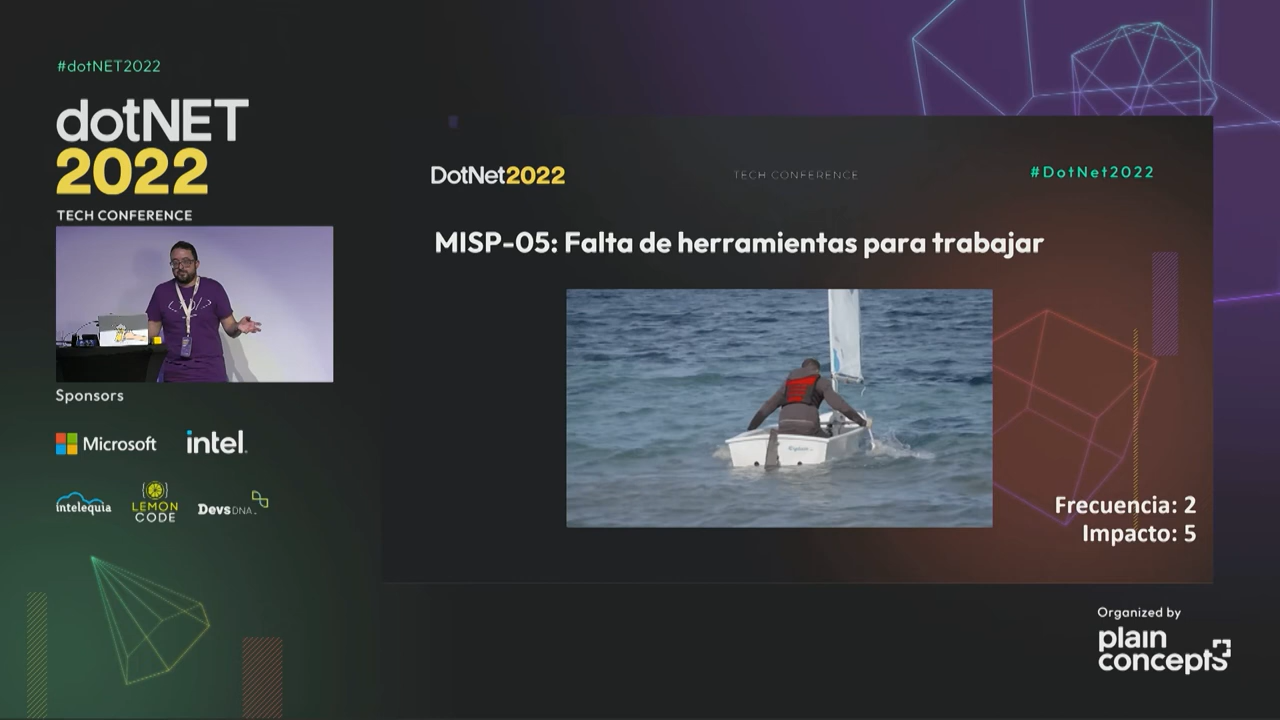 #dotNET2022
dotNET
2022
TECH CONFERENCE
Sponsors
Microsoft
intel.
intelequia
LEMON
CODE
DevsDNA.
DotNet2022
TECH CONFERENCE
#DotNet2022
MISP-05: Falta de herramientas para trabajar
Frecuencia: 2
Impacto: 5
Organized by
plain
concepts